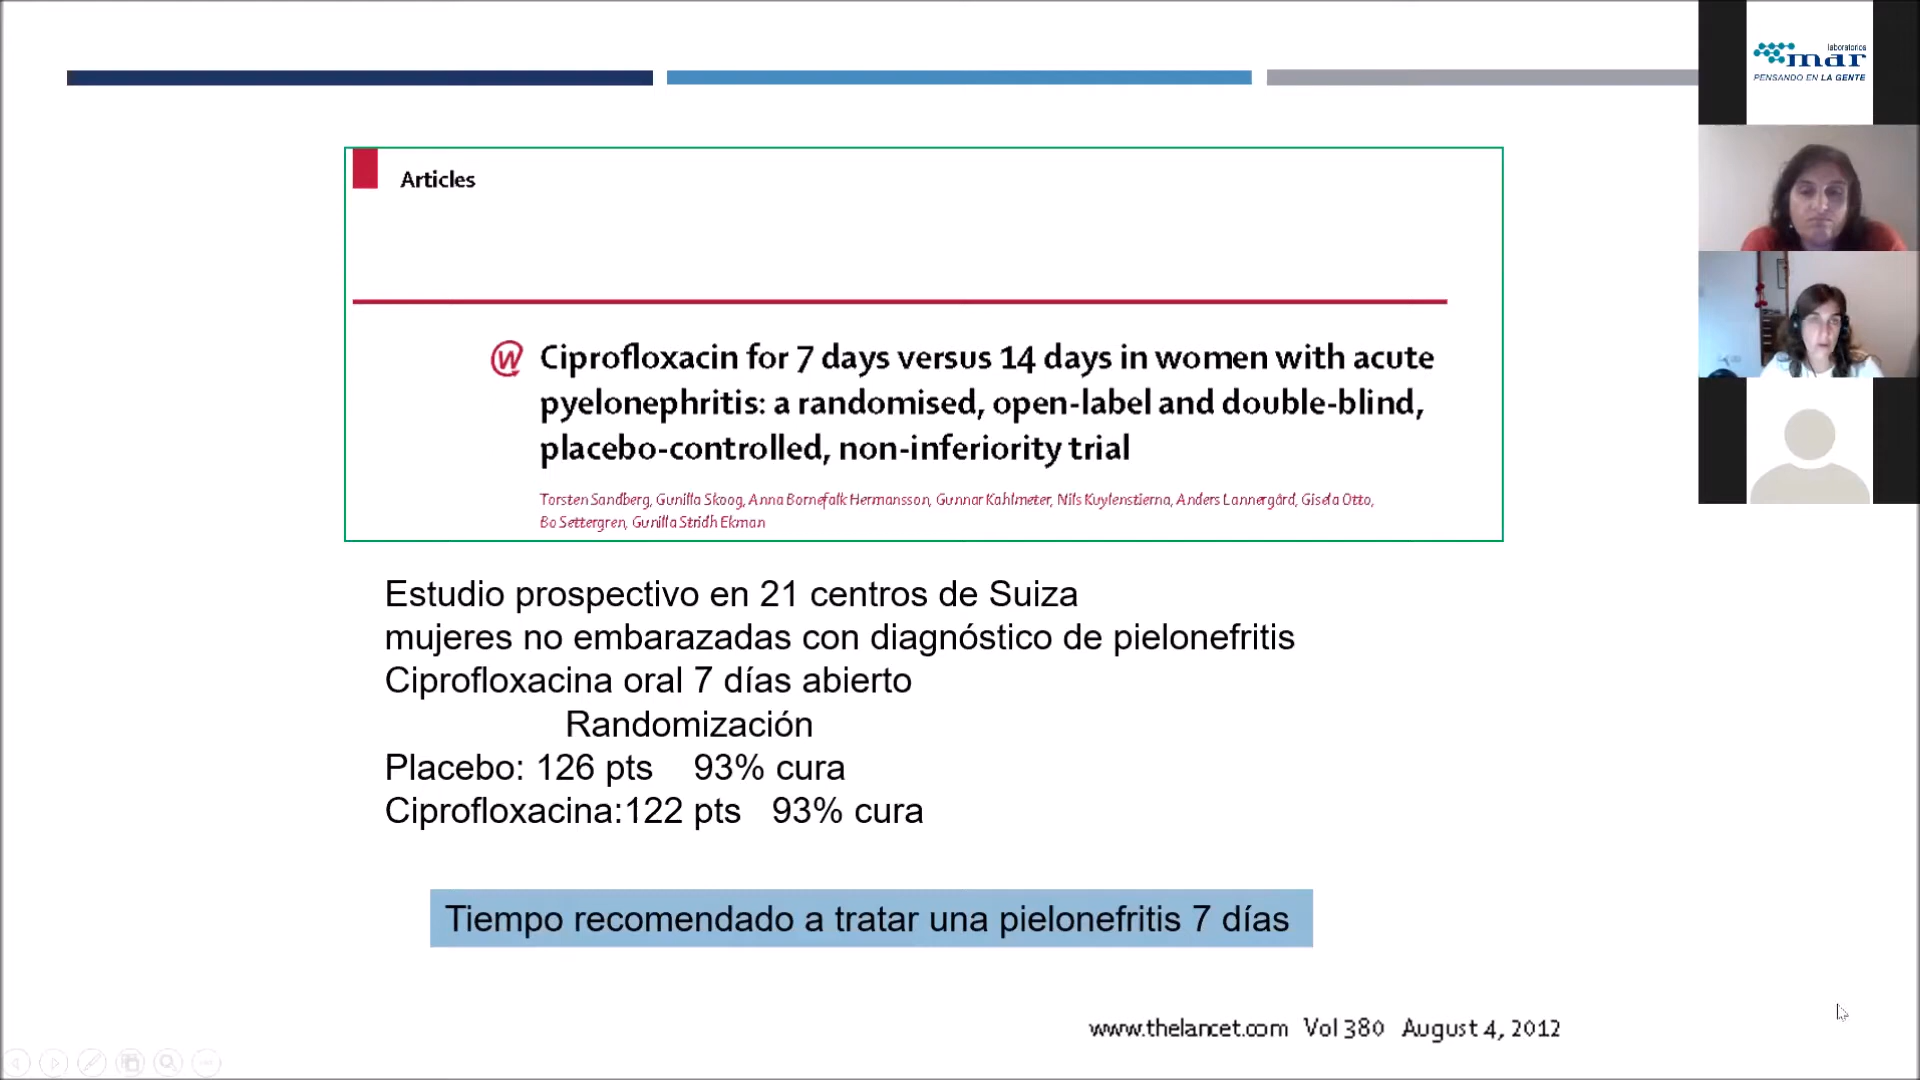 laboratorios
mar
PENSANDO EN LA GENTE
Articles
Ciprofloxacin for 7 days versus 14 days in women with acute
pyelonephritis: a randomised, open-label and double-blind,
placebo-controlled, non-inferiority trial
Torsten Sandberg, Gunilla Skoog, Anna Bornefalk Hermansson, Gunnar Kahlmeter, Nils Kuylenstierna, Anders Lannergård, Gisela Otto,
Bo Settergren, Gunilla Stridh Ekman
Estudio prospectivo en 21 centros de Suiza
mujeres no embarazadas con diagnóstico de pielonefritis
Ciprofloxacina oral 7 días abierto
Randomización
Placebo: 126 pts 93% cura
Ciprofloxacina:122 pts 93% cura
Tiempo recomendado a tratar una pielonefritis 7 días
www.thelancet.com Vol 380 August 4, 2012